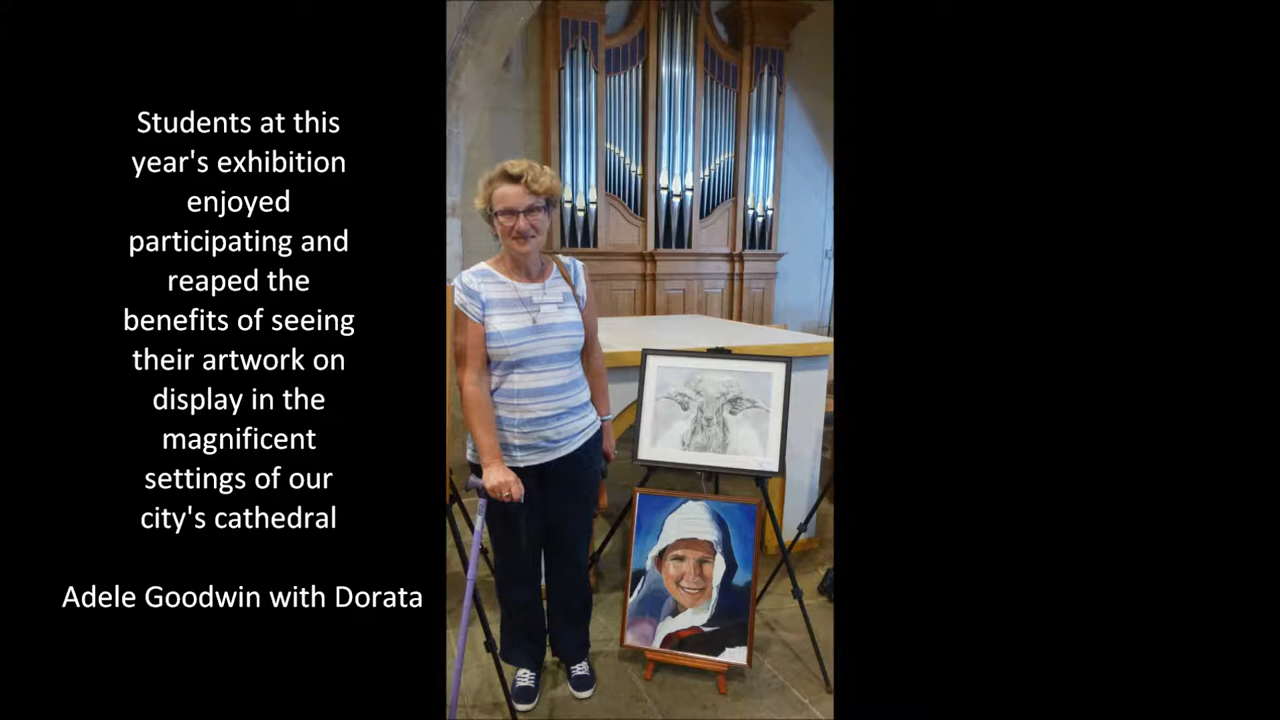 Students at this
year's exhibition
enjoyed
participating and
reaped the
benefits of seeing
their artwork on
display in the
magnificent
settings of our
city's cathedral
Adele Goodwin with Dorata